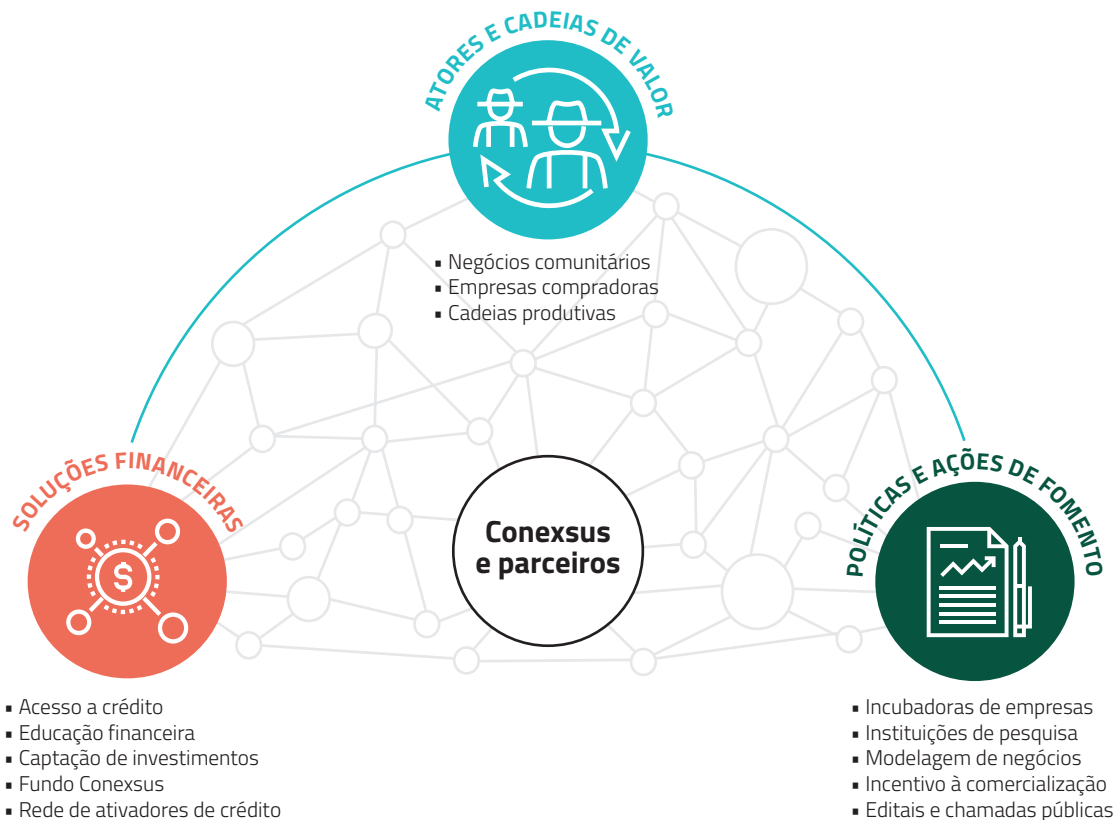 ATORES E CADEIAS DE VALOR
▪ Negócios comunitários
▪ Empresas compradoras
▪ Cadeias produtivas
SOLUÇÕES FINANCEIRAS
$
▪ Acesso a crédito
▪ Educação financeira
▪ Captação de investimentos
▪ Fundo Conexsus
▪ Rede de ativadores de crédito
Conexsus
e parceiros
POLÍTICAS E AÇÕES DE FOMENTO
▪ Incubadoras de empresas
▪ Instituições de pesquisa
▪ Modelagem de negócios
▪ Incentivo à comercialização
▪ Editais e chamadas públicas